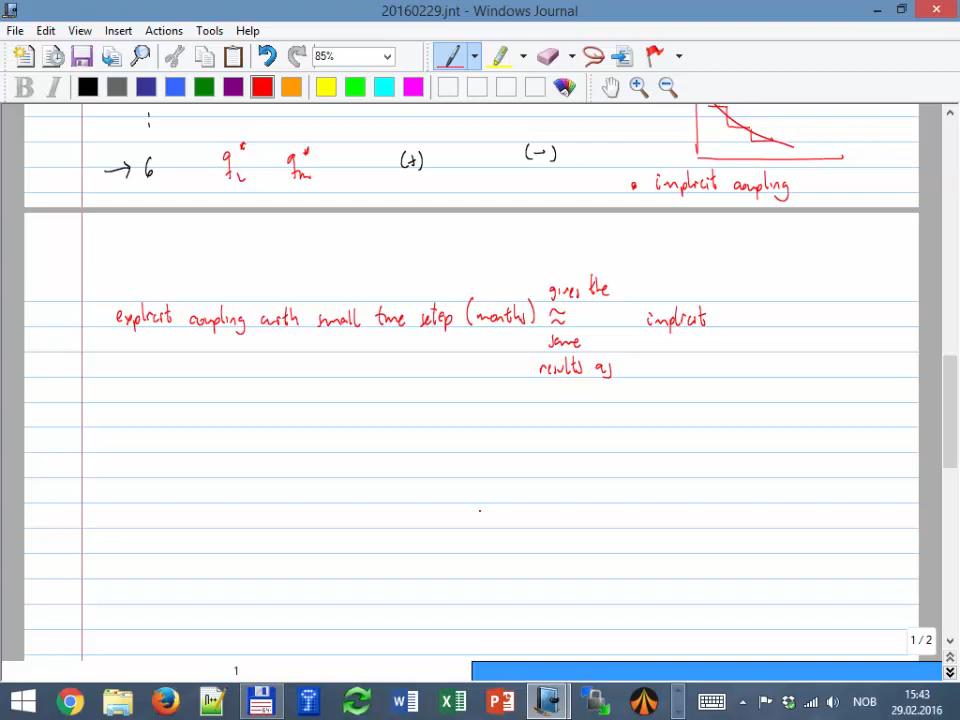 20160229.jnt - Windows Journal
File Edit View Insert Actions Tools Help
85%
→ 6 (+) (-)
• implicit coupling
gives the
explicit coupling with small time setep (months) ≈ implicit
same
results as
1 / 2
1
NOB
15:43
29.02.2016